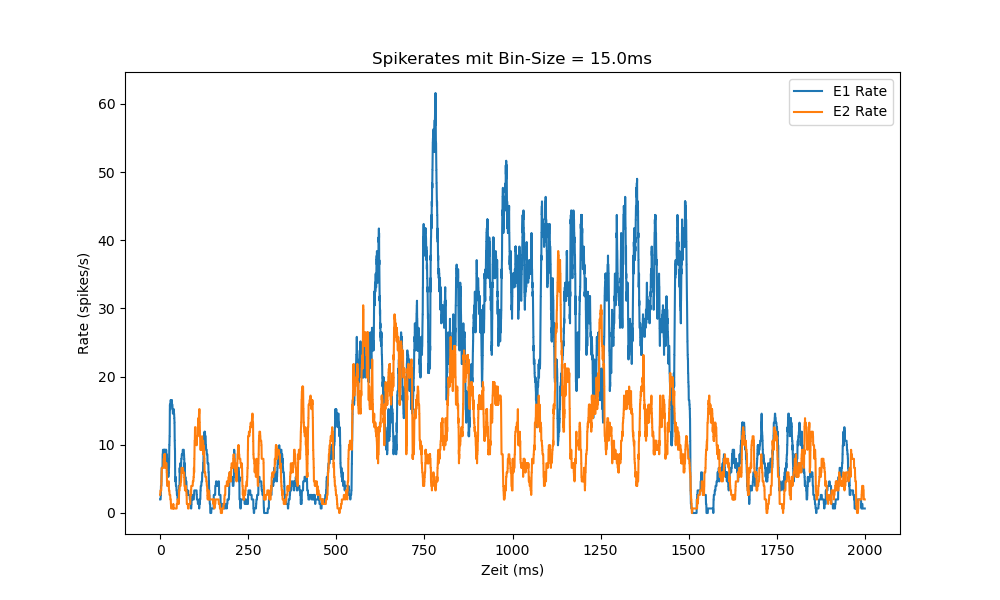 Spikerates mit Bin-Size = 15.0ms
E1 Rate
E2 Rate
Rate (spikes/s)
60
50
40
30
20
10
0
0 250 500 750 1000 1250 1500 1750 2000
Zeit (ms)